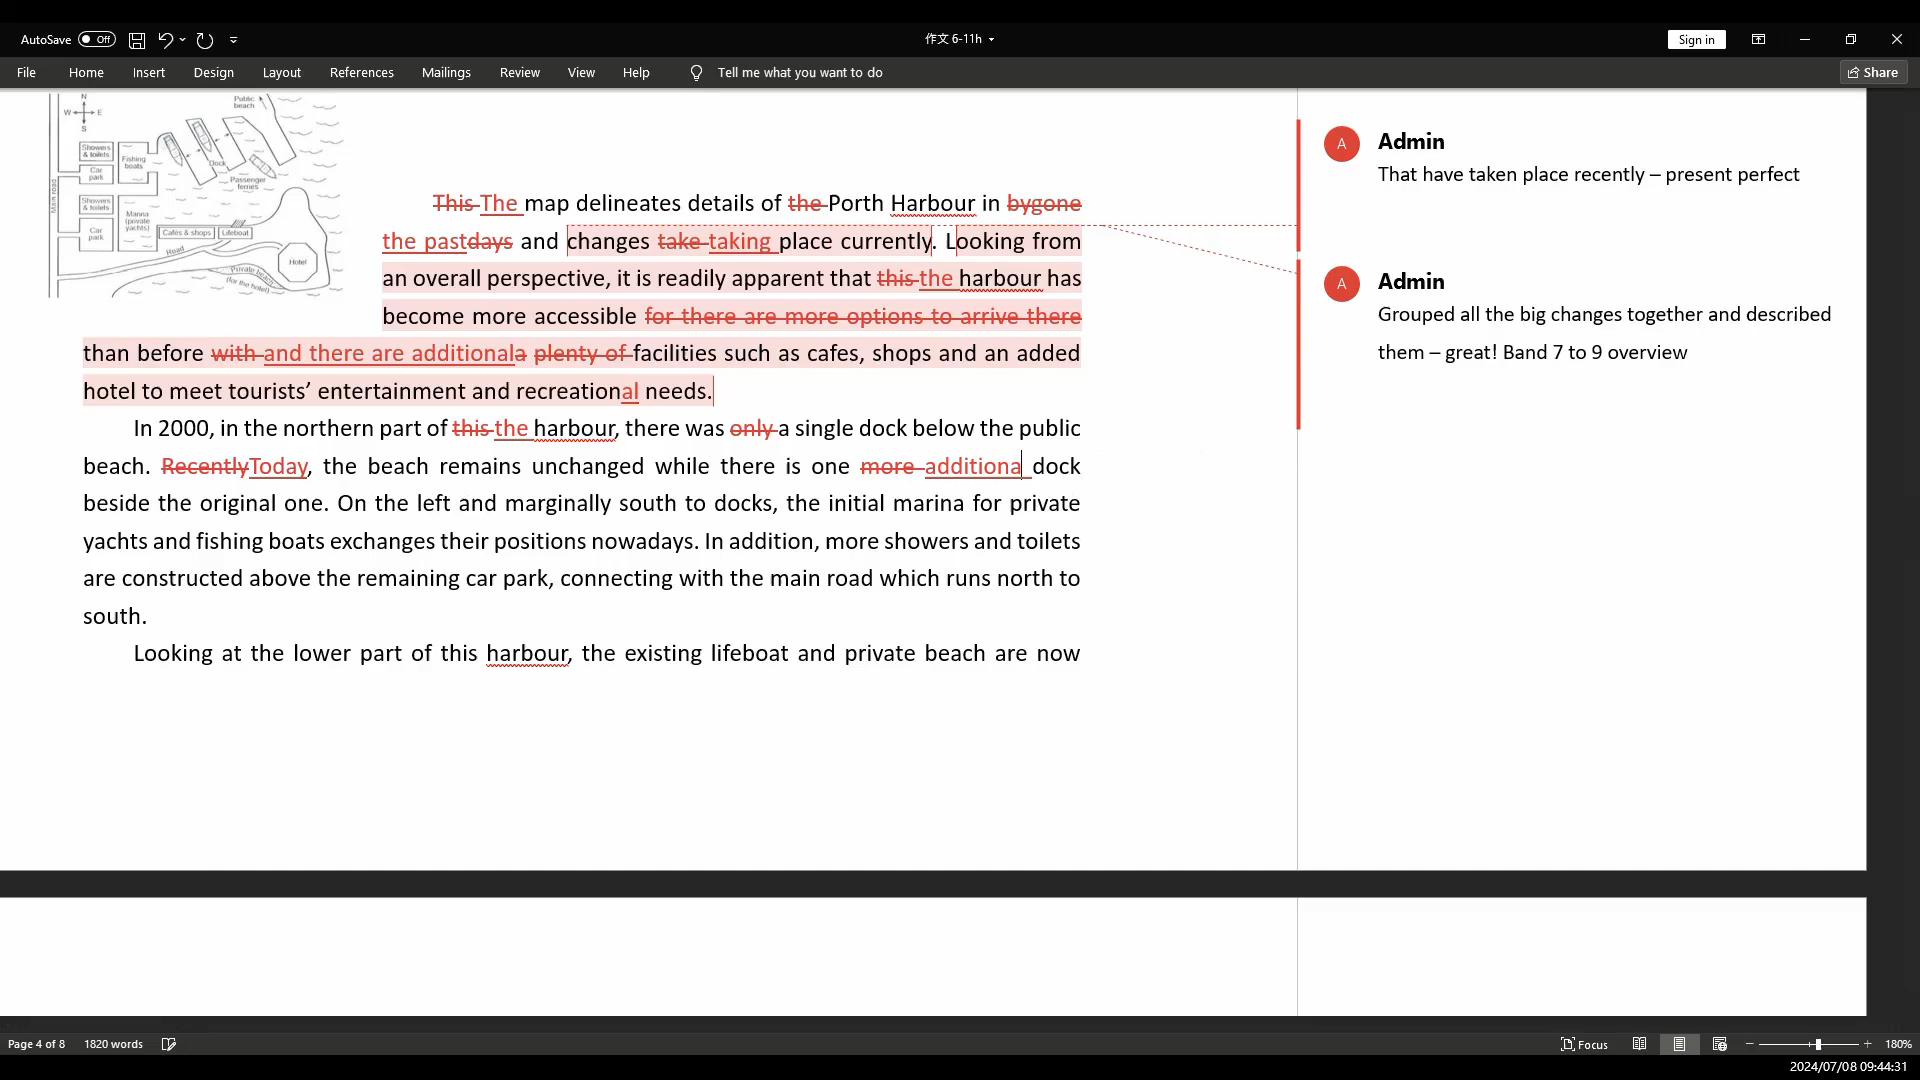 AutoSave Off 作文 6-11h Sign in
File Home Insert Design Layout References Mailings Review View Help Tell me what you want to do Share
N
W E
S
Public beach
Showers & toilets
Fishing boats
Car park
Dock
Passenger ferries
Main road
Showers & toilets
Marina (private yachts)
Car park
Cafés & shops Lifeboat
Road
Hotel
Private beach (for the hotel)
This The map delineates details of the Porth Harbour in bygone
the pastdays and changes take taking place currently. Looking from
an overall perspective, it is readily apparent that this the harbour has
become more accessible for there are more options to arrive there
than before with and there are additionala plenty of facilities such as cafes, shops and an added
hotel to meet tourists’ entertainment and recreational needs.
In 2000, in the northern part of this the harbour, there was only a single dock below the public
beach. RecentlyToday, the beach remains unchanged while there is one more additiona dock
beside the original one. On the left and marginally south to docks, the initial marina for private
yachts and fishing boats exchanges their positions nowadays. In addition, more showers and toilets
are constructed above the remaining car park, connecting with the main road which runs north to
south.
Looking at the lower part of this harbour, the existing lifeboat and private beach are now
A Admin
That have taken place recently – present perfect
A Admin
Grouped all the big changes together and described
them – great! Band 7 to 9 overview
Page 4 of 8 1820 words Focus 180%
2024/07/08 09:44:31